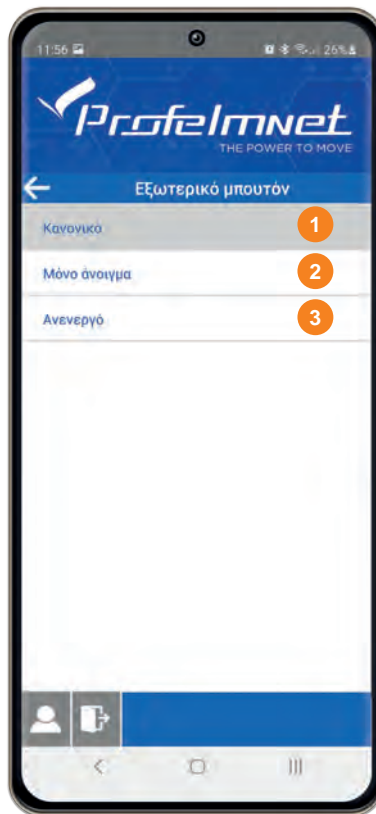 11:56 26%
Profelmnet
THE POWER TO MOVE
Εξωτερικό μπουτόν
Κανονικό 1
Μόνο άνοιγμα 2
Ανενεργό 3